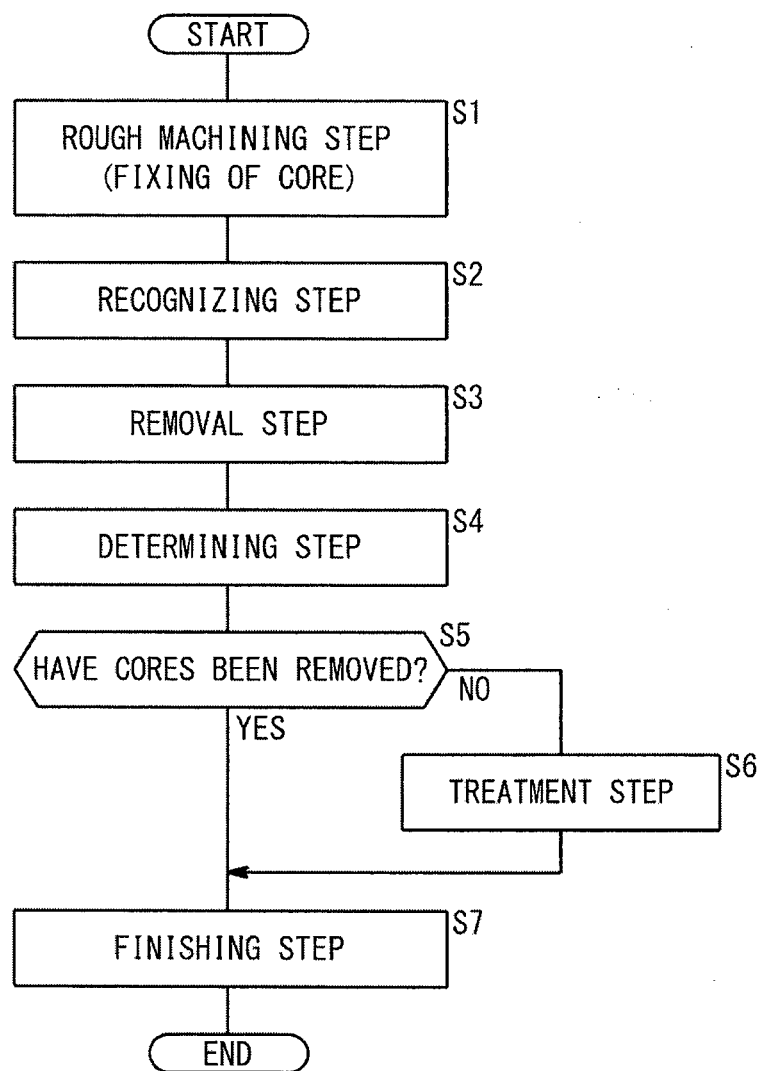 START
S1
ROUGH MACHINING STEP
(FIXING OF CORE)
S2
RECOGNIZING STEP
S3
REMOVAL STEP
S4
DETERMINING STEP
S5
HAVE CORES BEEN REMOVED?
NO
YES
S6
TREATMENT STEP
S7
FINISHING STEP
END